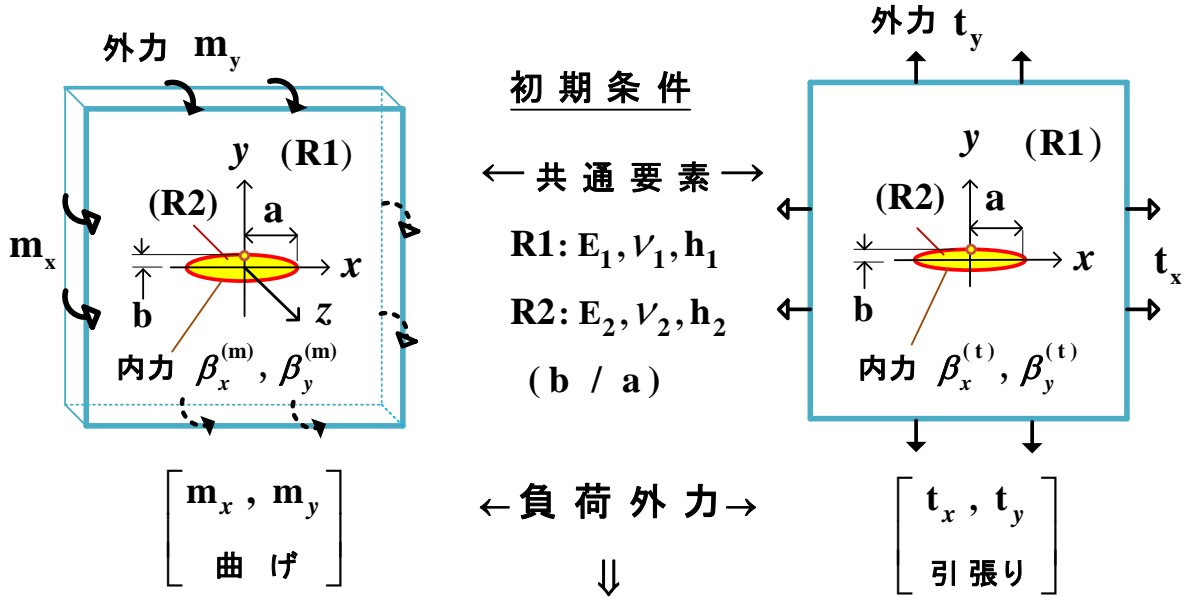 外力 m_y
y (R1)
(R2) a
m_x
x
b
z
内力 β_x^(m), β_y^(m)
[m_x , m_y]
曲げ
初期条件
← 共通要素 →
R1: E_1, ν_1, h_1
R2: E_2, ν_2, h_2
(b / a)
← 負荷外力 →
⇓
外力 t_y
y (R1)
(R2) a
x t_x
b
内力 β_x^(t), β_y^(t)
[t_x , t_y]
引張り